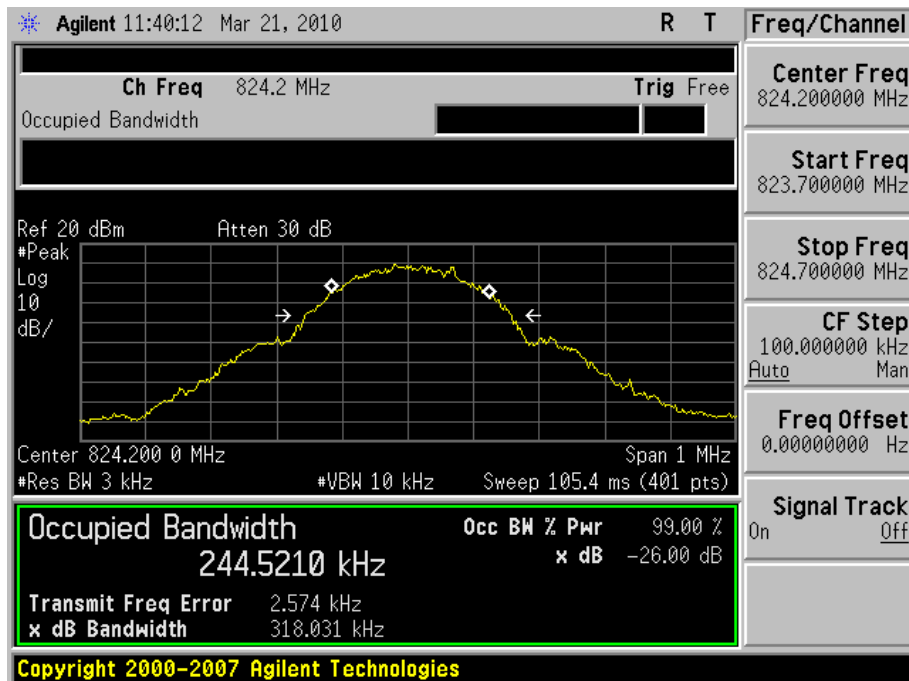 Agilent 11:40:12 Mar 21, 2010 R T
Freq/Channel
Ch Freq 824.2 MHz Trig Free
Occupied Bandwidth
Center Freq
824.200000 MHz
Start Freq
823.700000 MHz
Stop Freq
824.700000 MHz
CF Step
100.000000 kHz
Auto Man
Freq Offset
0.00000000 Hz
Signal Track
On Off
Ref 20 dBm Atten 30 dB
#Peak
Log
10
dB/
Center 824.200 0 MHz Span 1 MHz
#Res BW 3 kHz #VBW 10 kHz Sweep 105.4 ms (401 pts)
Occupied Bandwidth Occ BW % Pwr 99.00 %
244.5210 kHz x dB -26.00 dB
Transmit Freq Error 2.574 kHz
x dB Bandwidth 318.031 kHz
Copyright 2000-2007 Agilent Technologies